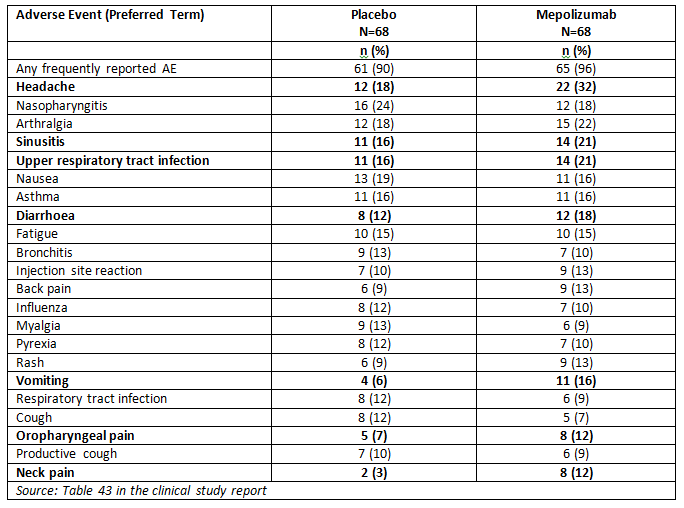 Adverse Event (Preferred Term) Placebo Mepolizumab
N=68 N=68
n (%) n (%)
Any frequently reported AE 61 (90) 65 (96)
Headache 12 (18) 22 (32)
Nasopharyngitis 16 (24) 12 (18)
Arthralgia 12 (18) 15 (22)
Sinusitis 11 (16) 14 (21)
Upper respiratory tract infection 11 (16) 14 (21)
Nausea 13 (19) 11 (16)
Asthma 11 (16) 11 (16)
Diarrhoea 8 (12) 12 (18)
Fatigue 10 (15) 10 (15)
Bronchitis 9 (13) 7 (10)
Injection site reaction 7 (10) 9 (13)
Back pain 6 (9) 9 (13)
Influenza 8 (12) 7 (10)
Myalgia 9 (13) 6 (9)
Pyrexia 8 (12) 7 (10)
Rash 6 (9) 9 (13)
Vomiting 4 (6) 11 (16)
Respiratory tract infection 8 (12) 6 (9)
Cough 8 (12) 5 (7)
Oropharyngeal pain 5 (7) 8 (12)
Productive cough 7 (10) 6 (9)
Neck pain 2 (3) 8 (12)
Source: Table 43 in the clinical study report